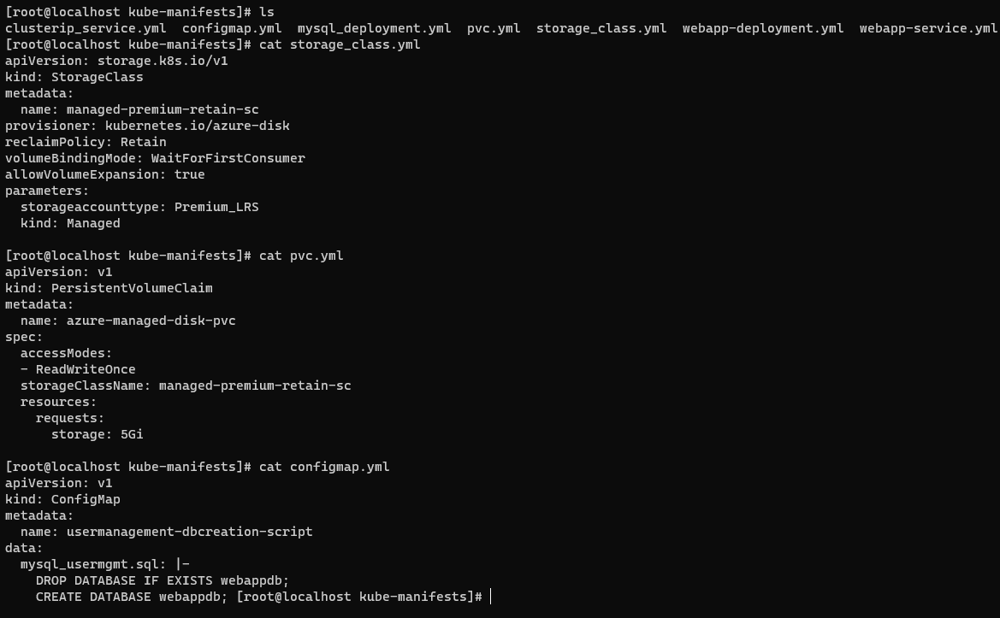 [root@localhost kube-manifests]# ls
clusterip_service.yml  configmap.yml  mysql_deployment.yml  pvc.yml  storage_class.yml  webapp-deployment.yml  webapp-service.yml
[root@localhost kube-manifests]# cat storage_class.yml
apiVersion: storage.k8s.io/v1
kind: StorageClass
metadata:
  name: managed-premium-retain-sc
provisioner: kubernetes.io/azure-disk
reclaimPolicy: Retain
volumeBindingMode: WaitForFirstConsumer
allowVolumeExpansion: true
parameters:
  storageaccounttype: Premium_LRS
  kind: Managed

[root@localhost kube-manifests]# cat pvc.yml
apiVersion: v1
kind: PersistentVolumeClaim
metadata:
  name: azure-managed-disk-pvc
spec:
  accessModes:
  - ReadWriteOnce
  storageClassName: managed-premium-retain-sc
  resources:
    requests:
      storage: 5Gi

[root@localhost kube-manifests]# cat configmap.yml
apiVersion: v1
kind: ConfigMap
metadata:
  name: usermanagement-dbcreation-script
data:
  mysql_usermgmt.sql: |-
    DROP DATABASE IF EXISTS webappdb;
    CREATE DATABASE webappdb; [root@localhost kube-manifests]#